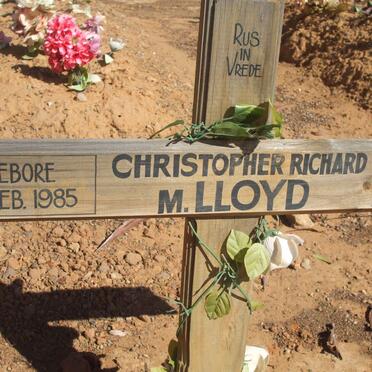 RUS
IN
VREDE
EBORE
EB. 1985
CHRISTOPHER RICHARD
M. LLOYD